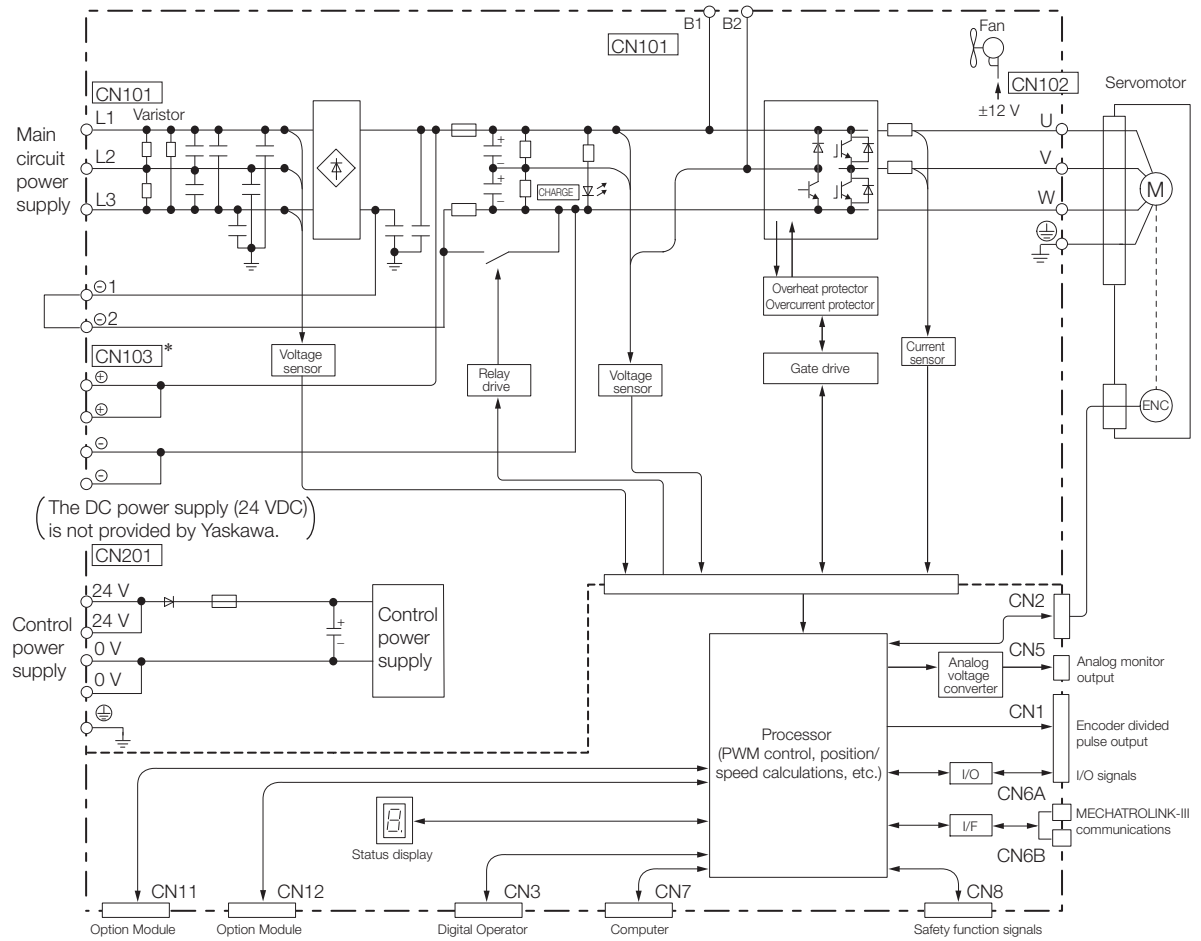 B1
B2
CN101
Fan
±12 V
CN102
Servomotor
CN101
Varistor
Main
circuit
power
supply
L1
L2
L3
CHARGE
+
–
+
–
U
V
W
M
ENC
⊖1
⊖2
CN103 *
⊕
⊕
⊖
⊖
Voltage
sensor
Relay
drive
Voltage
sensor
Overheat protector
Overcurrent protector
Gate drive
Current
sensor
(The DC power supply (24 VDC)
is not provided by Yaskawa.)
CN201
Control
power
supply
24 V
24 V
0 V
0 V
+
–
Control
power
supply
Processor
(PWM control, position/
speed calculations, etc.)
CN2
CN5
Analog
voltage
converter
Analog monitor
output
CN1
Encoder divided
pulse output
I/O
I/O signals
CN6A
I/F
MECHATROLINK-III
communications
CN6B
8.
Status display
CN11
Option Module
CN12
Option Module
CN3
Digital Operator
CN7
Computer
CN8
Safety function signals